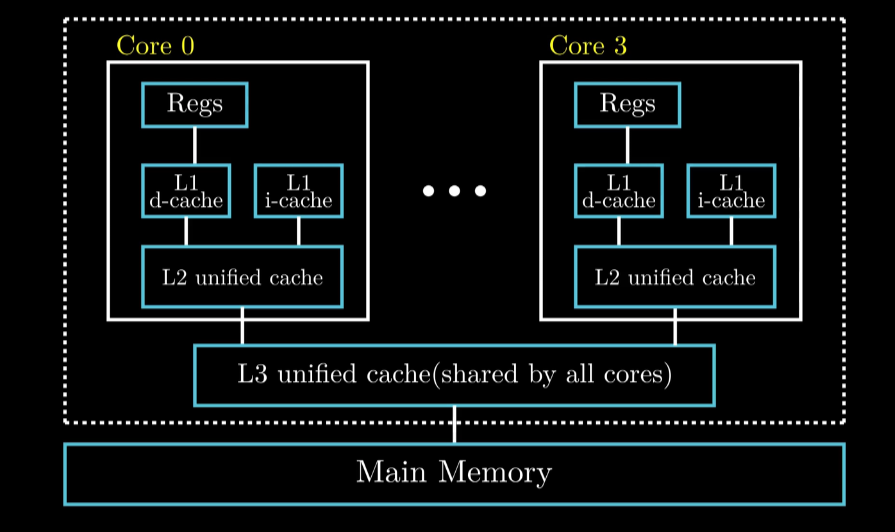 Core 0
Core 3
Regs
Regs
L1
d-cache
L1
i-cache
L1
d-cache
L1
i-cache
L2 unified cache
L2 unified cache
L3 unified cache(shared by all cores)
Main Memory